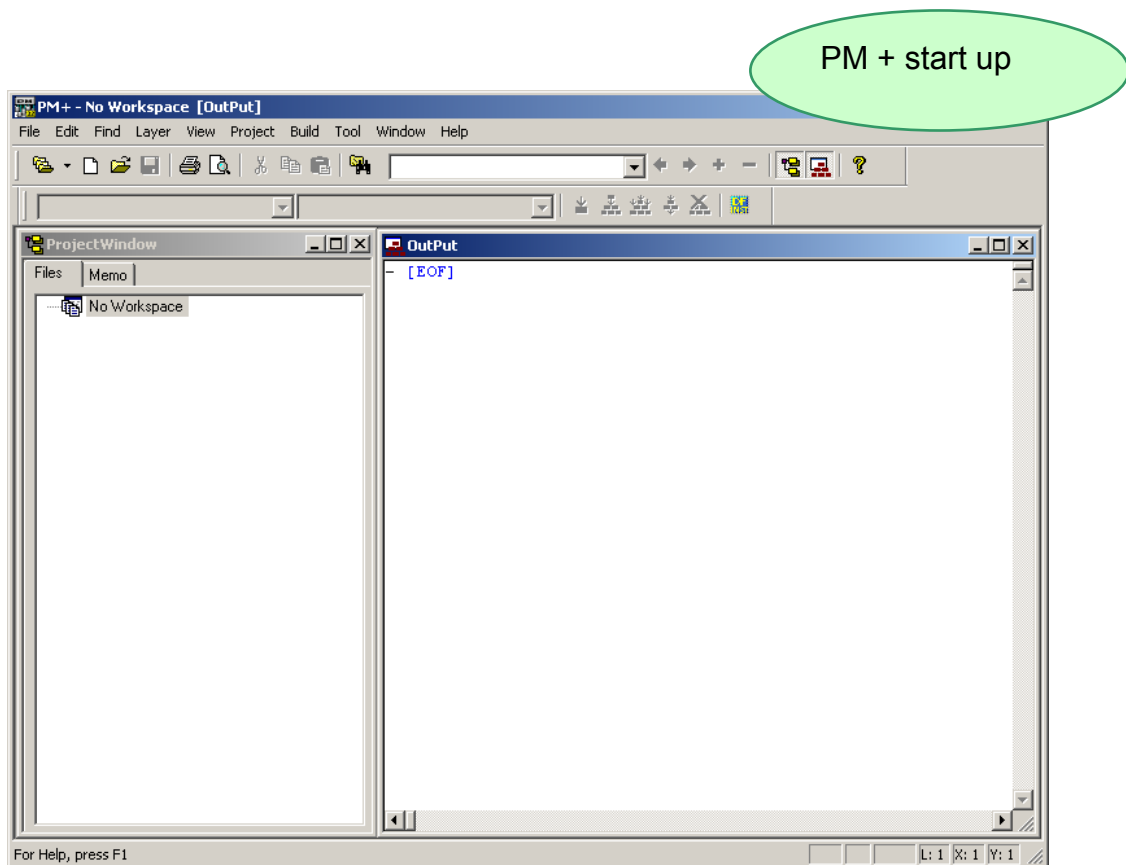 PM + start up
PM+ - No Workspace [OutPut]
File Edit Find Layer View Project Build Tool Window Help
ProjectWindow
OutPut
Files Memo
- [EOF]
No Workspace
For Help, press F1
L: 1 X: 1 Y: 1